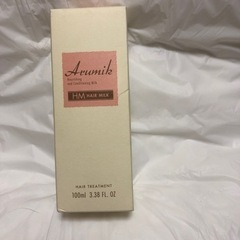 Arumik
HM HAIR MILK
HAIR TREATMENT
100ml 3.38 FL. OZ